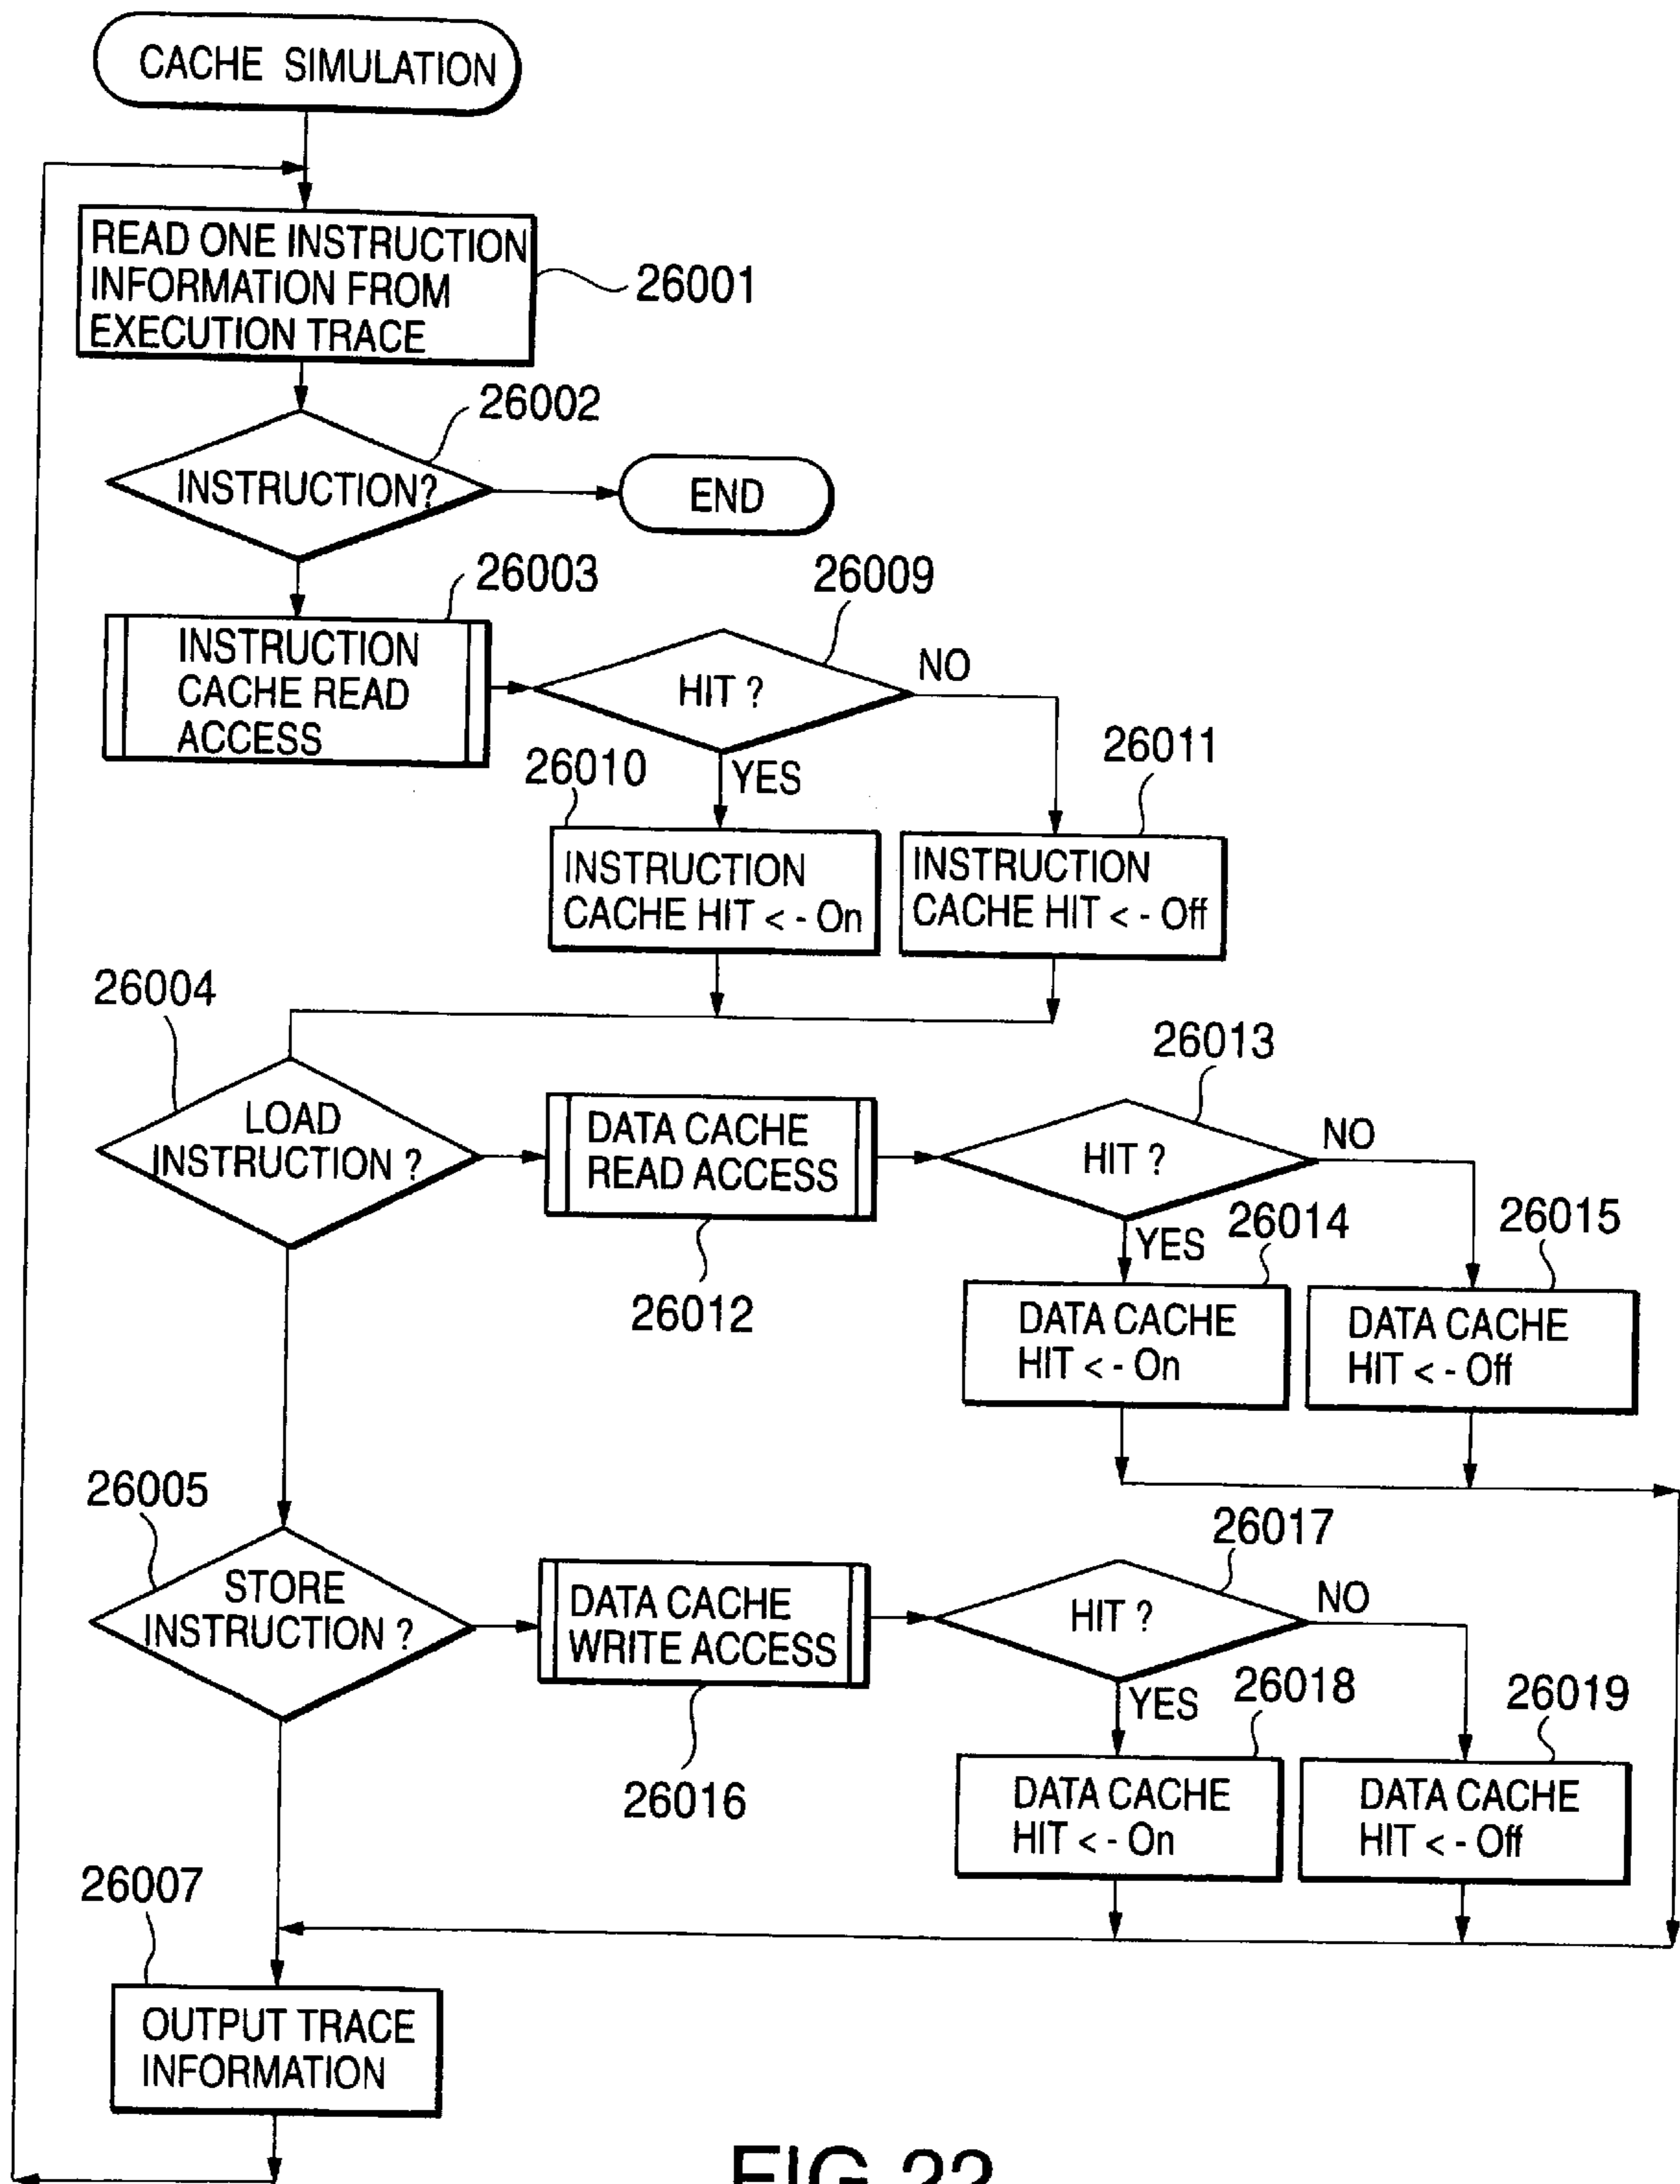 CACHE SIMULATION
READ ONE INSTRUCTION
INFORMATION FROM
EXECUTION TRACE
26001
26002
INSTRUCTION?
END
26003
26009
INSTRUCTION
CACHE READ
ACCESS
HIT ?
NO
26010
YES
26011
INSTRUCTION
CACHE HIT < - On
INSTRUCTION
CACHE HIT < - Off
26004
26013
LOAD
INSTRUCTION ?
DATA CACHE
READ ACCESS
HIT ?
NO
26012
YES
26014
26015
DATA CACHE
HIT < - On
DATA CACHE
HIT < - Off
26005
26017
STORE
INSTRUCTION ?
DATA CACHE
WRITE ACCESS
HIT ?
NO
26016
YES
26018
26019
DATA CACHE
HIT < - On
DATA CACHE
HIT < - Off
26007
OUTPUT TRACE
INFORMATION
FIG.22